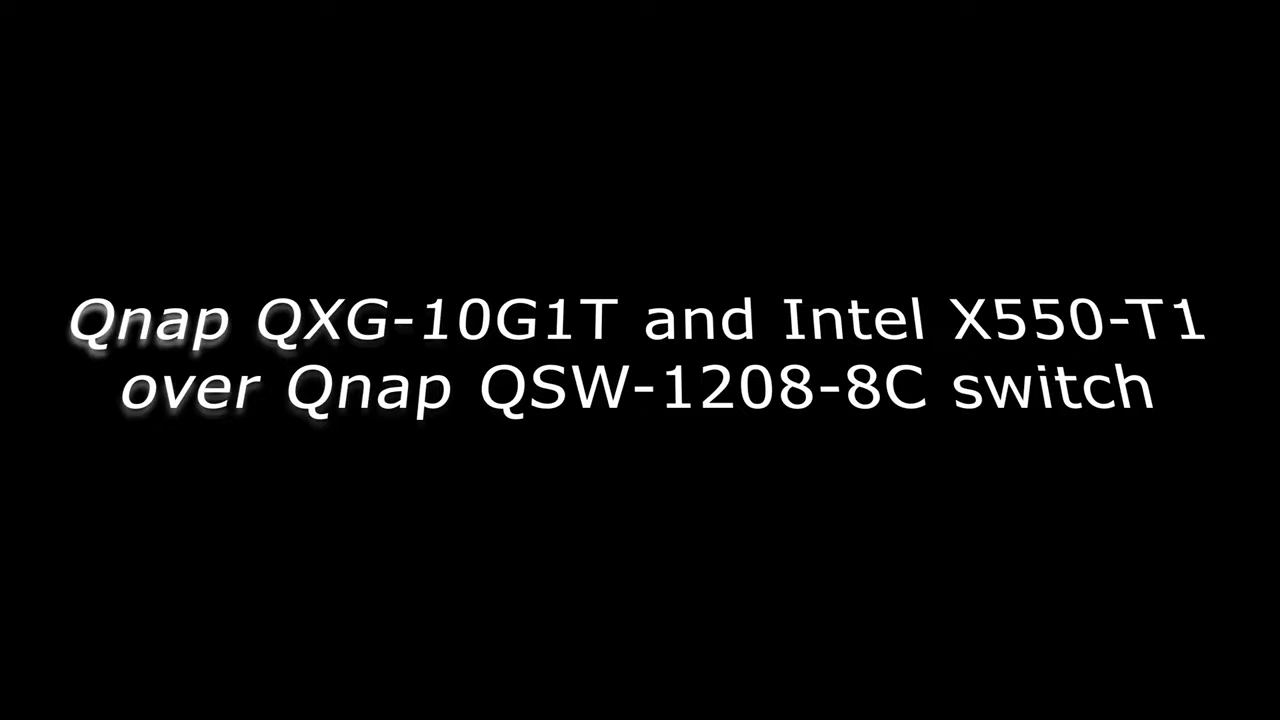 Qnap QXG-10G1T and Intel X550-T1
over Qnap QSW-1208-8C switch